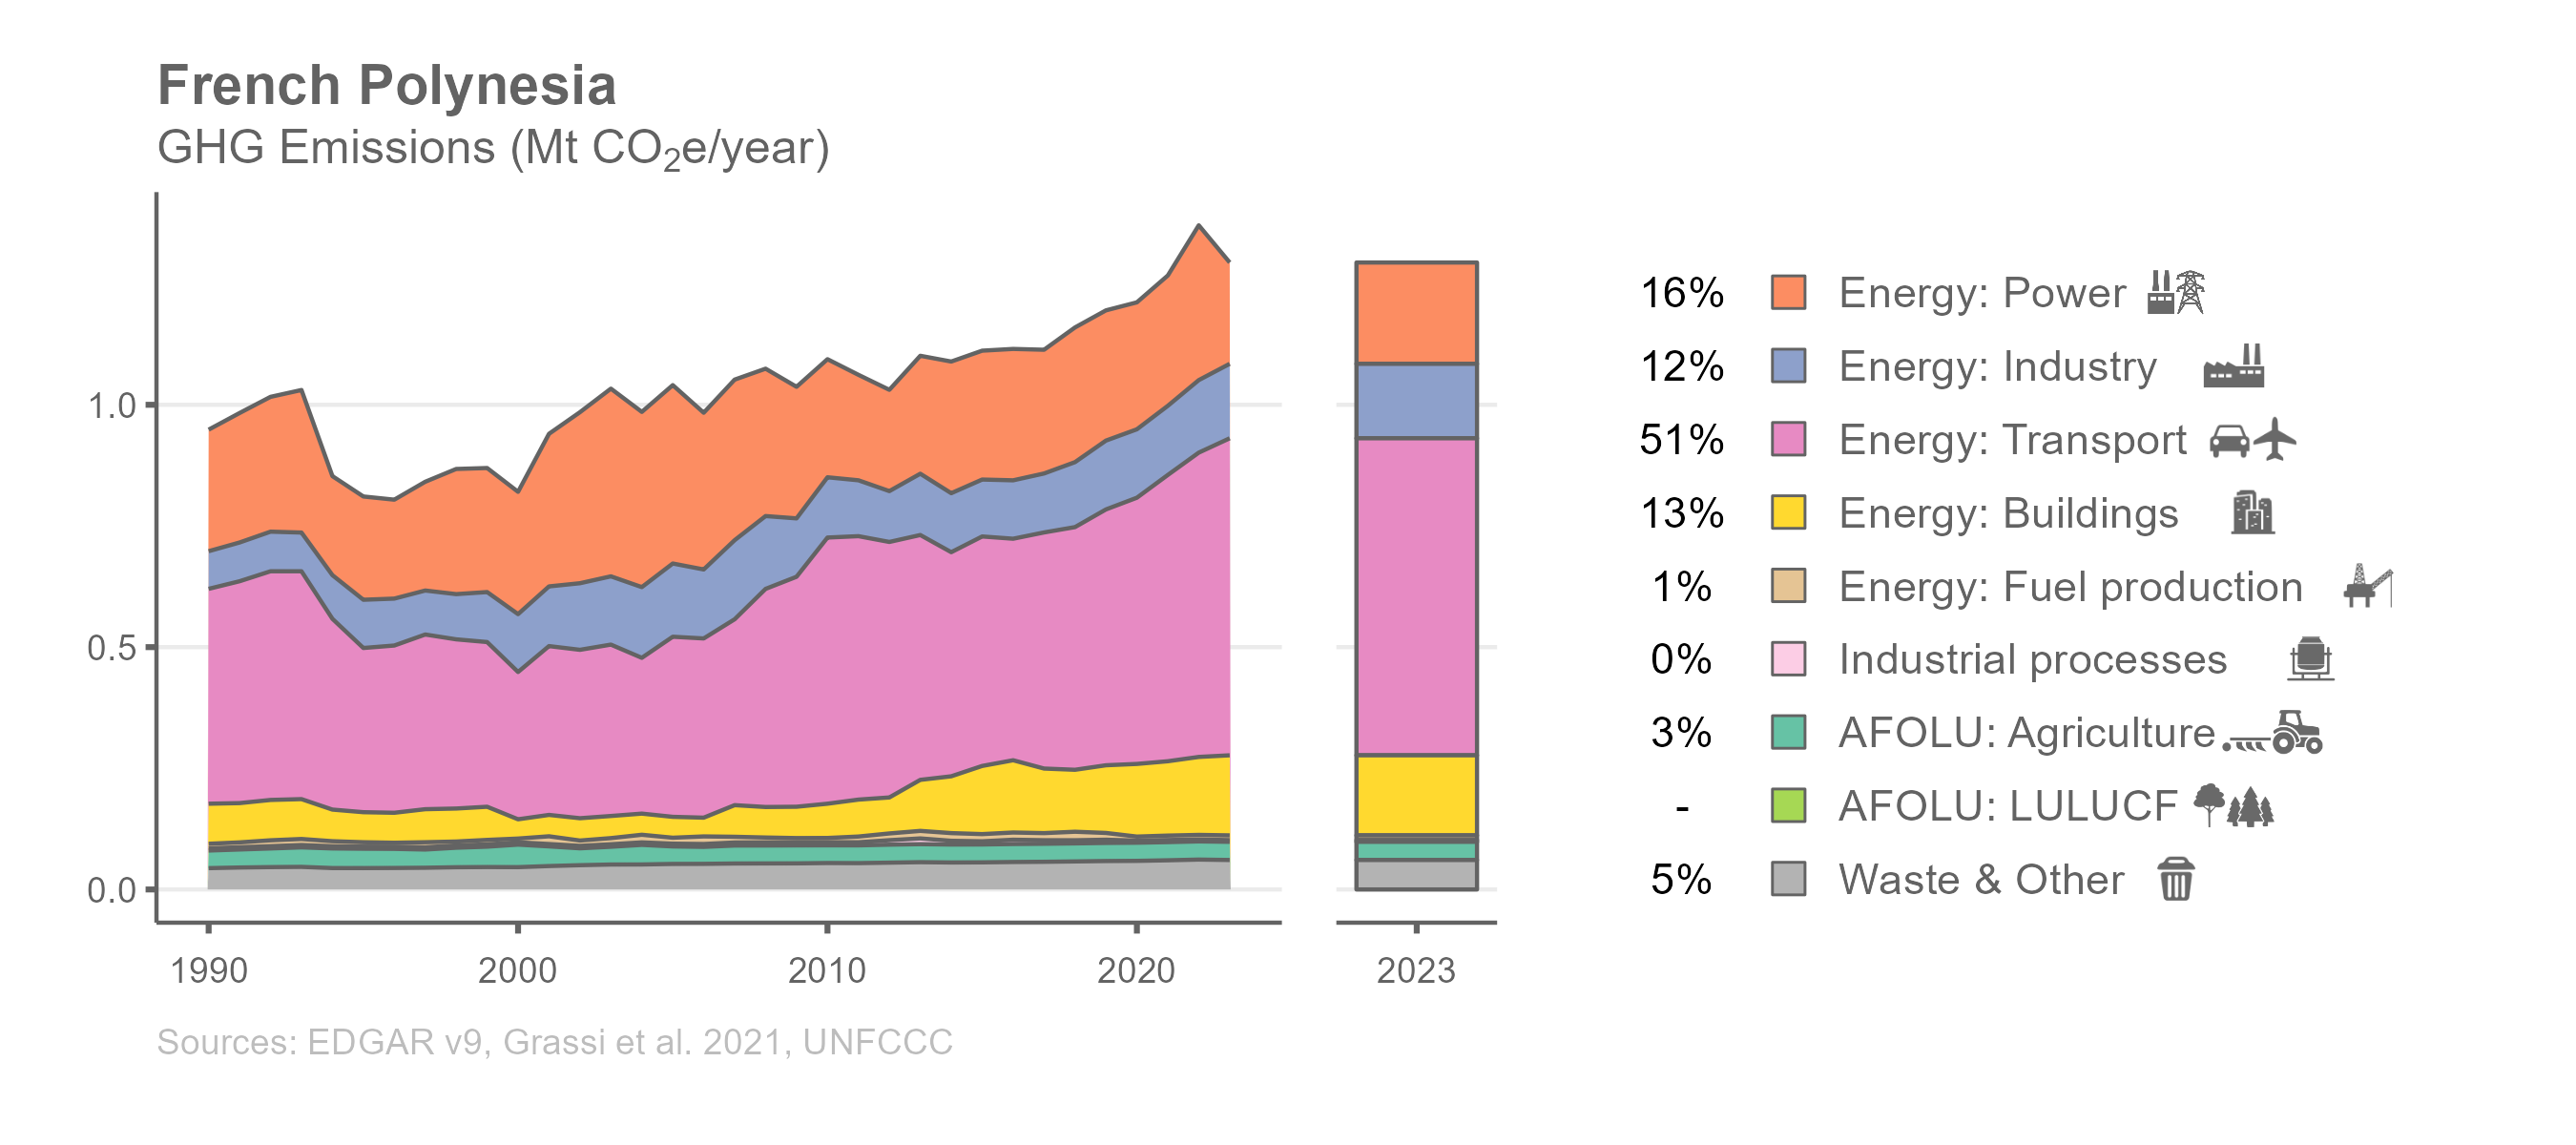 French Polynesia
GHG Emissions (Mt CO₂e/year)
1.0
0.5
0.0
1990
2000
2010
2020
2023
16% Energy: Power
12% Energy: Industry
51% Energy: Transport
13% Energy: Buildings
1% Energy: Fuel production
0% Industrial processes
3% AFOLU: Agriculture
- AFOLU: LULUCF
5% Waste & Other
Sources: EDGAR v9, Grassi et al. 2021, UNFCCC